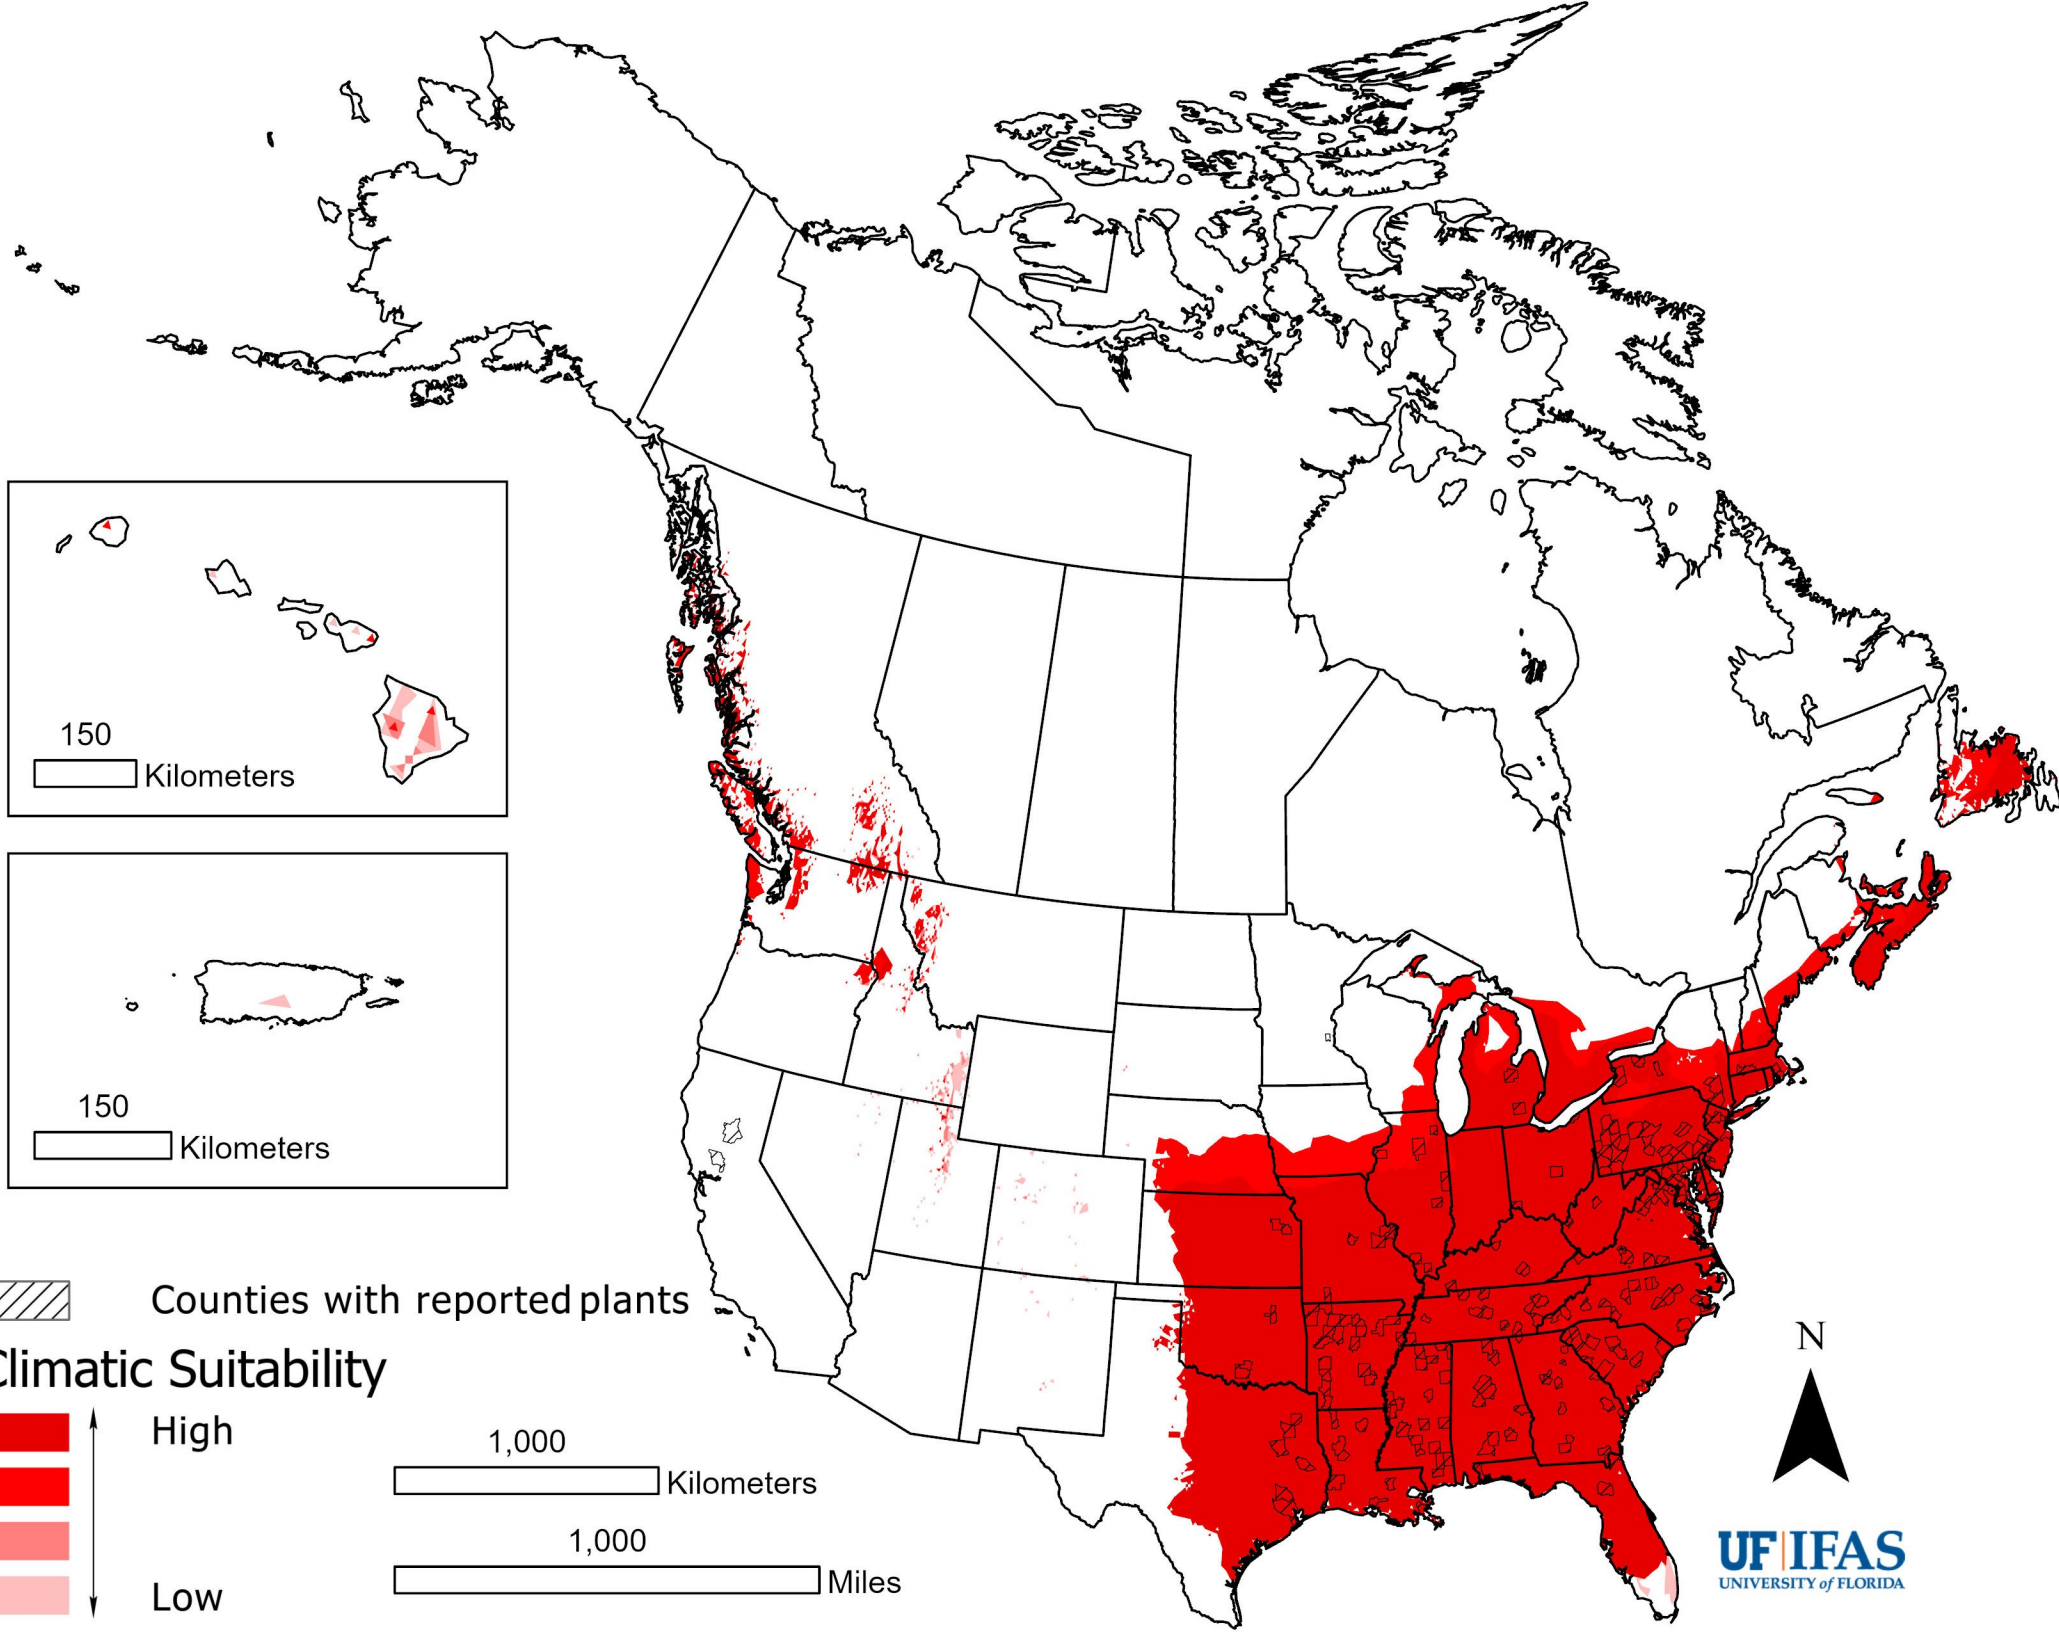 150
Kilometers
150
Kilometers
Counties with reported plants
Climatic Suitability
High
Low
1,000
Kilometers
1,000
Miles
N
UF|IFAS
UNIVERSITY of FLORIDA